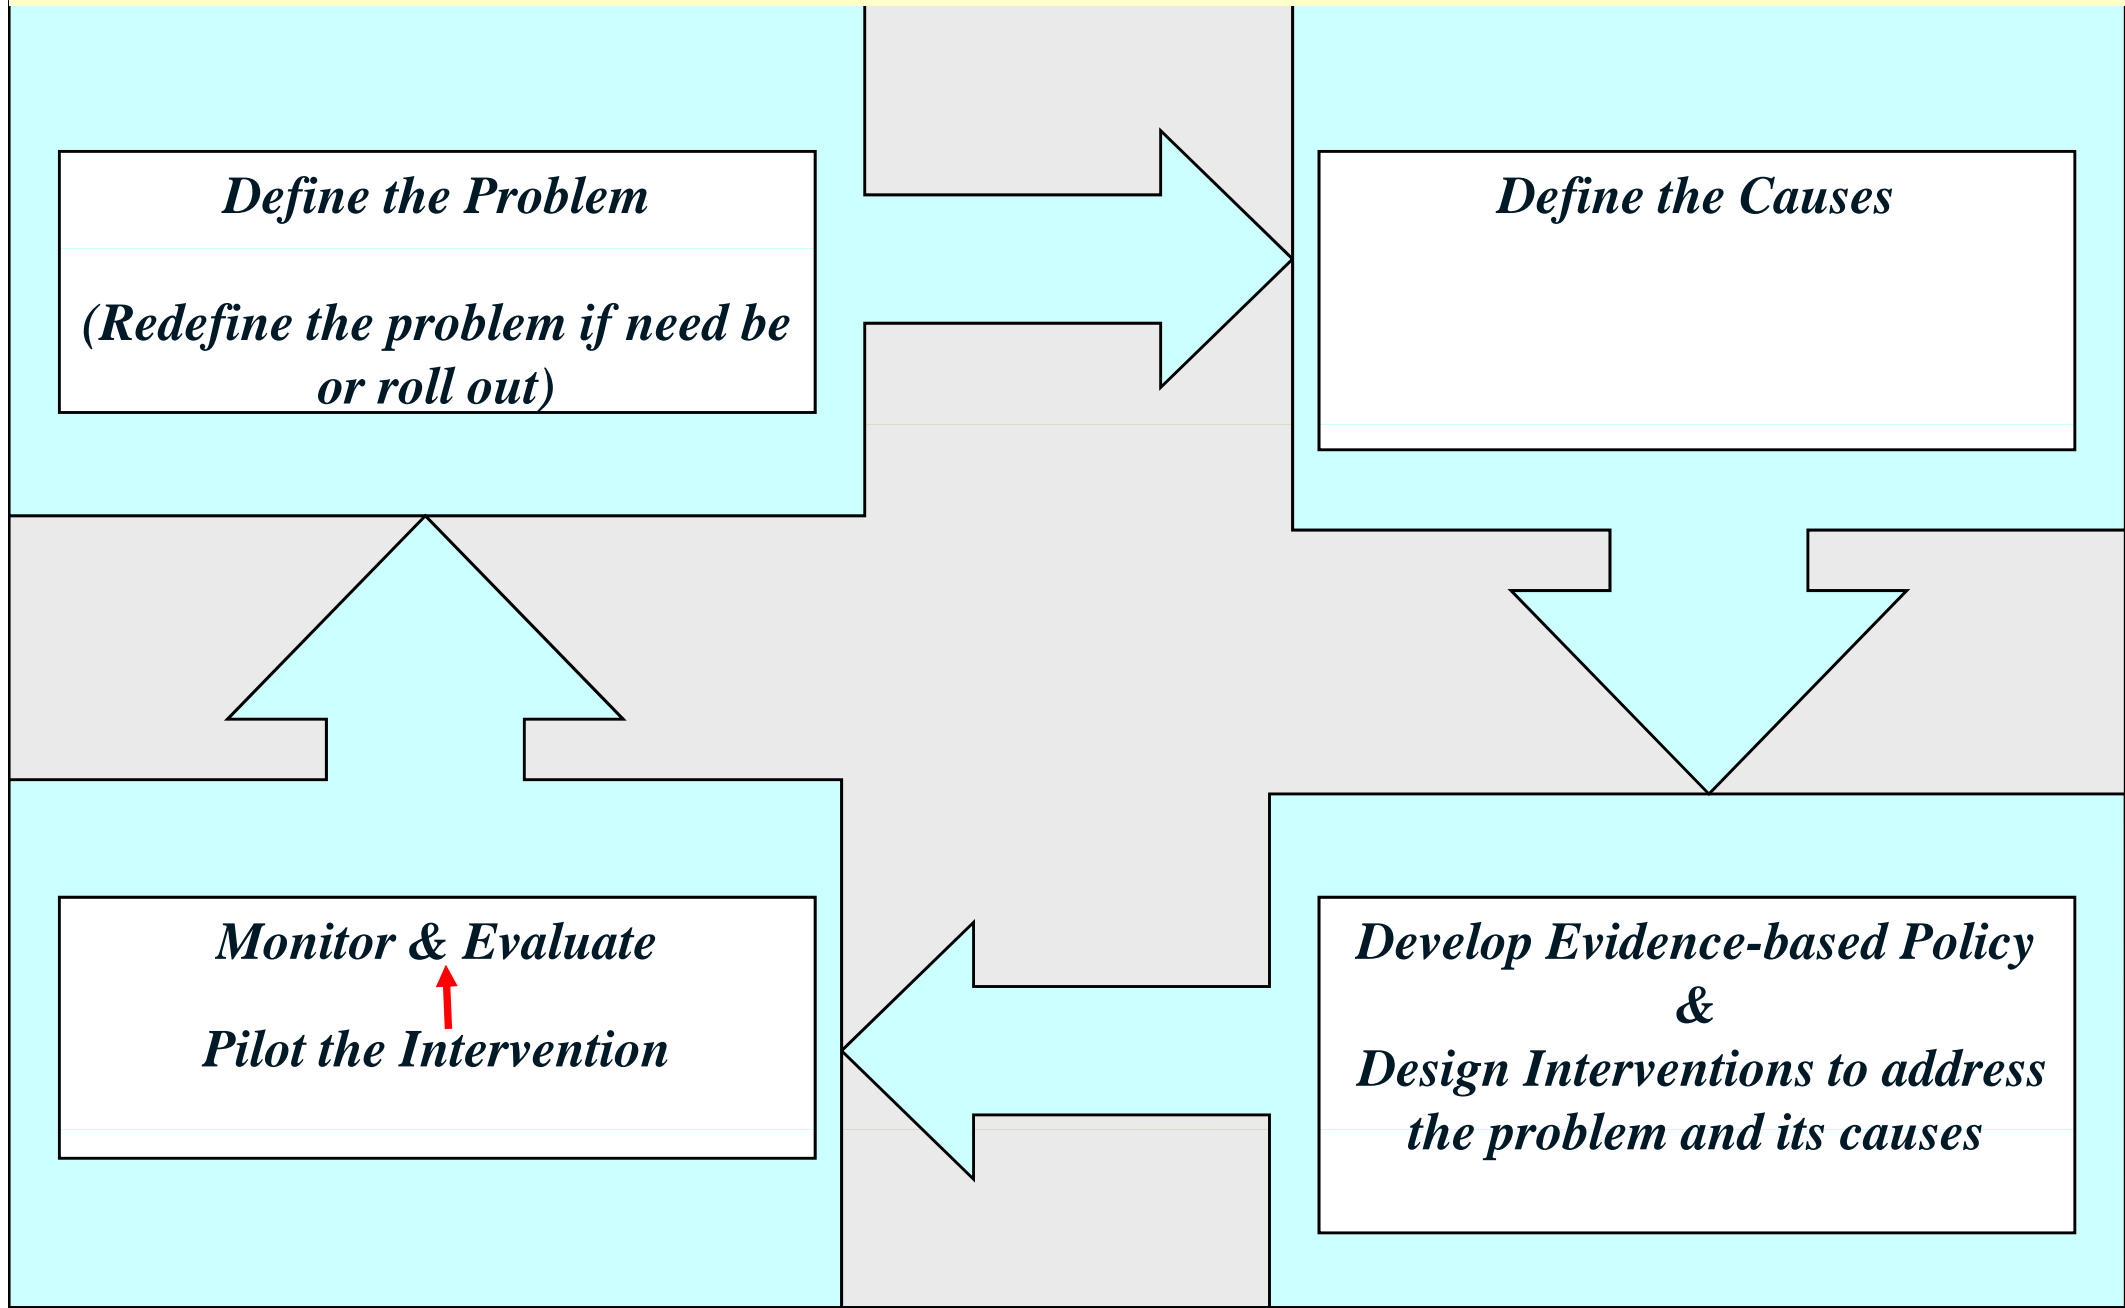 Define the Problem
(Redefine the problem if need be
or roll out)
Define the Causes
Monitor & Evaluate
Pilot the Intervention
Develop Evidence-based Policy
&
Design Interventions to address
the problem and its causes